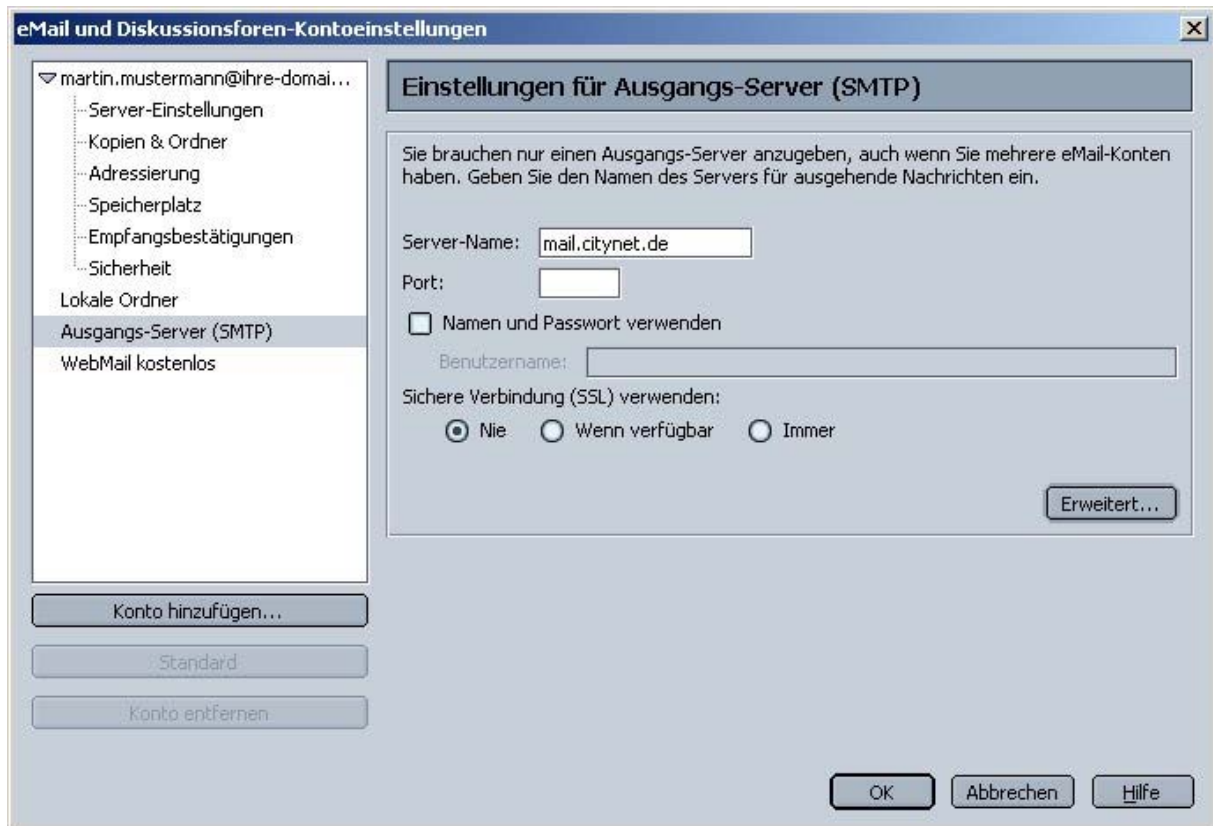 eMail und Diskussionsforen-Kontoeinstellungen
martin.mustermann@ihre-domai...
Server-Einstellungen
Kopien & Ordner
Adressierung
Speicherplatz
Empfangsbestätigungen
Sicherheit
Lokale Ordner
Ausgangs-Server (SMTP)
WebMail kostenlos
Konto hinzufügen...
Standard
Konto entfernen
Einstellungen für Ausgangs-Server (SMTP)
Sie brauchen nur einen Ausgangs-Server anzugeben, auch wenn Sie mehrere eMail-Konten
haben. Geben Sie den Namen des Servers für ausgehende Nachrichten ein.
Server-Name: mail.citynet.de
Port:
Namen und Passwort verwenden
Benutzername:
Sichere Verbindung (SSL) verwenden:
Nie Wenn verfügbar Immer
Erweitert...
OK Abbrechen Hilfe